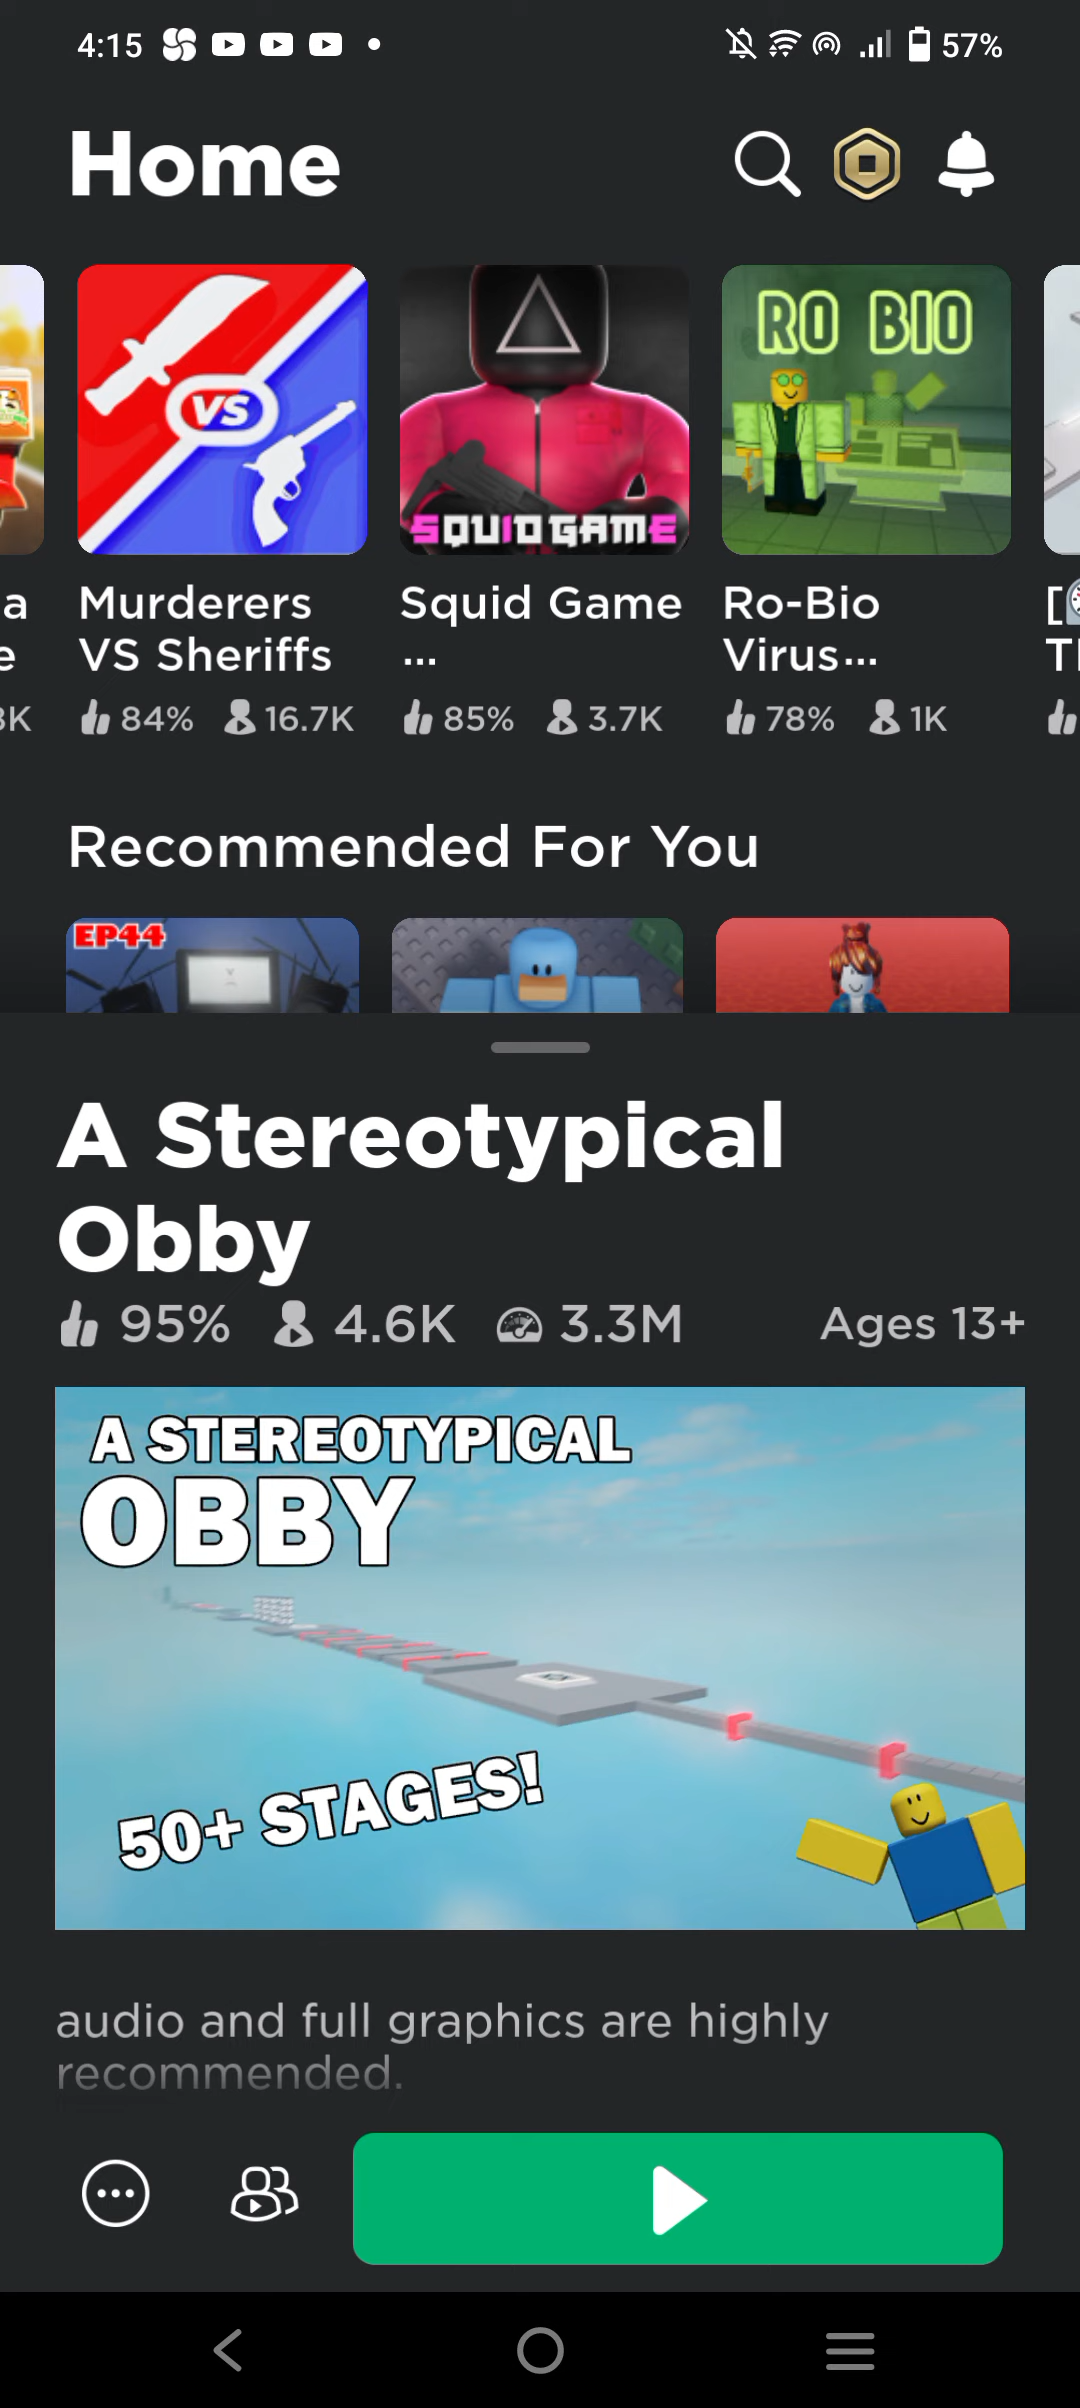 4:15
57%
Home
VS
SQUID GAME
RO BIO
a
e
8K
Murderers
VS Sheriffs
84% 16.7K
Squid Game
...
85% 3.7K
Ro-Bio
Virus...
78% 1K
[
Recommended For You
EP44
A Stereotypical
Obby
95% 4.6K 3.3M Ages 13+
A STEREOTYPICAL
OBBY
50+ STAGES!
audio and full graphics are highly
recommended.